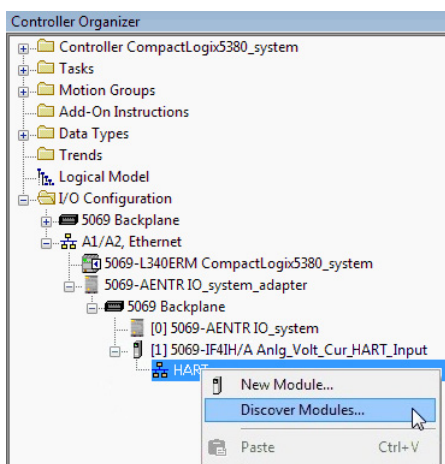 Controller Organizer
Controller CompactLogix5380_system
Tasks
Motion Groups
Add-On Instructions
Data Types
Trends
Logical Model
I/O Configuration
5069 Backplane
A1/A2, Ethernet
5069-L340ERM CompactLogix5380_system
5069-AENTR IO_system_adapter
5069 Backplane
[0] 5069-AENTR IO_system
[1] 5069-IF4IH/A Anlg_Volt_Cur_HART_Input
HART
New Module...
Discover Modules...
Paste Ctrl+V